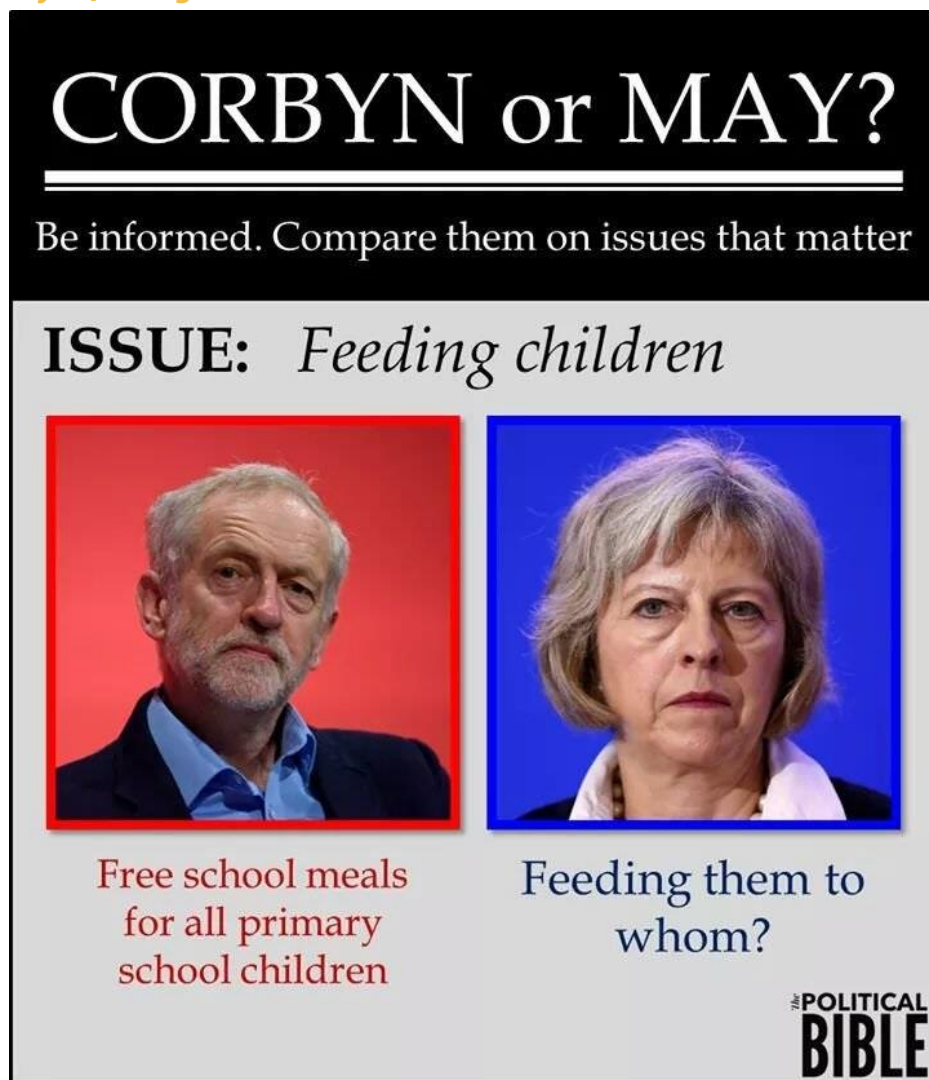 CORBYN or MAY?
Be informed. Compare them on issues that matter
ISSUE: Feeding children
Free school meals
for all primary
school children
Feeding them to
whom?
the POLITICAL
BIBLE